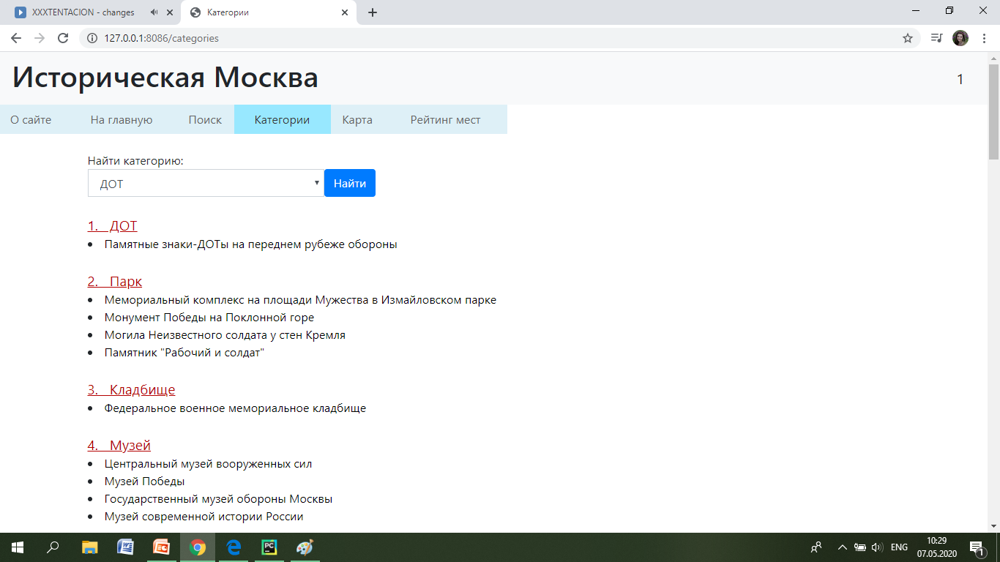 XXXTENTACION - changes
Категории
127.0.0.1:8086/categories
Историческая Москва
1
О сайте На главную Поиск Категории Карта Рейтинг мест
Найти категорию:
ДОТ Найти
1. ДОТ
Памятные знаки-ДОТы на переднем рубеже обороны
2. Парк
Мемориальный комплекс на площади Мужества в Измайловском парке
Монумент Победы на Поклонной горе
Могила Неизвестного солдата у стен Кремля
Памятник "Рабочий и солдат"
3. Кладбище
Федеральное военное мемориальное кладбище
4. Музей
Центральный музей вооруженных сил
Музей Победы
Государственный музей обороны Москвы
Музей современной истории России
PC
ENG
10:29
07.05.2020
1